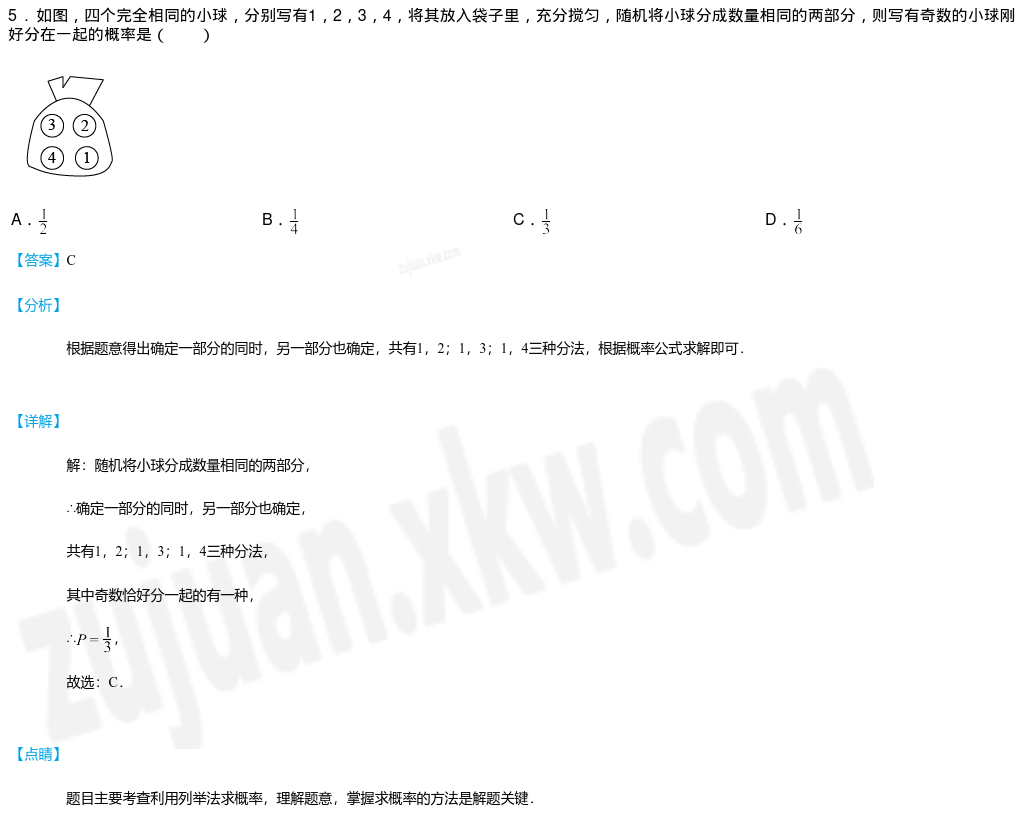 5．如图，四个完全相同的小球，分别写有1，2，3，4，将其放入袋子里，充分搅匀，随机将小球分成数量相同的两部分，则写有奇数的小球刚
好分在一起的概率是（　　）
3 2
4 1
A．1/2 B．1/4 C．1/3 D．1/6
【答案】C
zujuan.xkw.com
【分析】
根据题意得出确定一部分的同时，另一部分也确定，共有1，2；1，3；1，4三种分法，根据概率公式求解即可．
【详解】
解：随机将小球分成数量相同的两部分，
∴确定一部分的同时，另一部分也确定，
共有1，2；1，3；1，4三种分法，
其中奇数恰好分一起的有一种，
∴P = 1/3，
故选：C．
zujuan.xkw.com
【点睛】
题目主要考查利用列举法求概率，理解题意，掌握求概率的方法是解题关键．